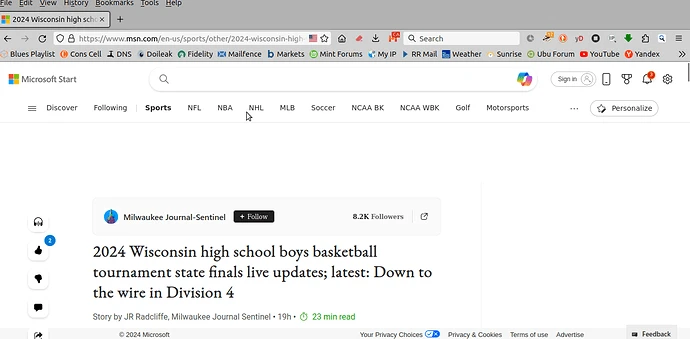 File Edit View History Bookmarks Tools Help
2024 Wisconsin high scho
https://www.msn.com/en-us/sports/other/2024-wisconsin-high-
Search
Blues Playlist Cons Cell DNS Doileak Fidelity Mailfence Markets Mint Forums My IP RR Mail Weather Sunrise Ubu Forum YouTube Yandex
Microsoft Start
Sign in
Discover Following Sports NFL NBA NHL MLB Soccer NCAA BK NCAA WBK Golf Motorsports ... Personalize
Milwaukee Journal-Sentinel + Follow 8.2K Followers
2
2024 Wisconsin high school boys basketball
tournament state finals live updates; latest: Down to
the wire in Division 4
Story by JR Radcliffe, Milwaukee Journal Sentinel • 19h • 23 min read
© 2024 Microsoft Your Privacy Choices Privacy & Cookies Terms of use Advertise Feedback